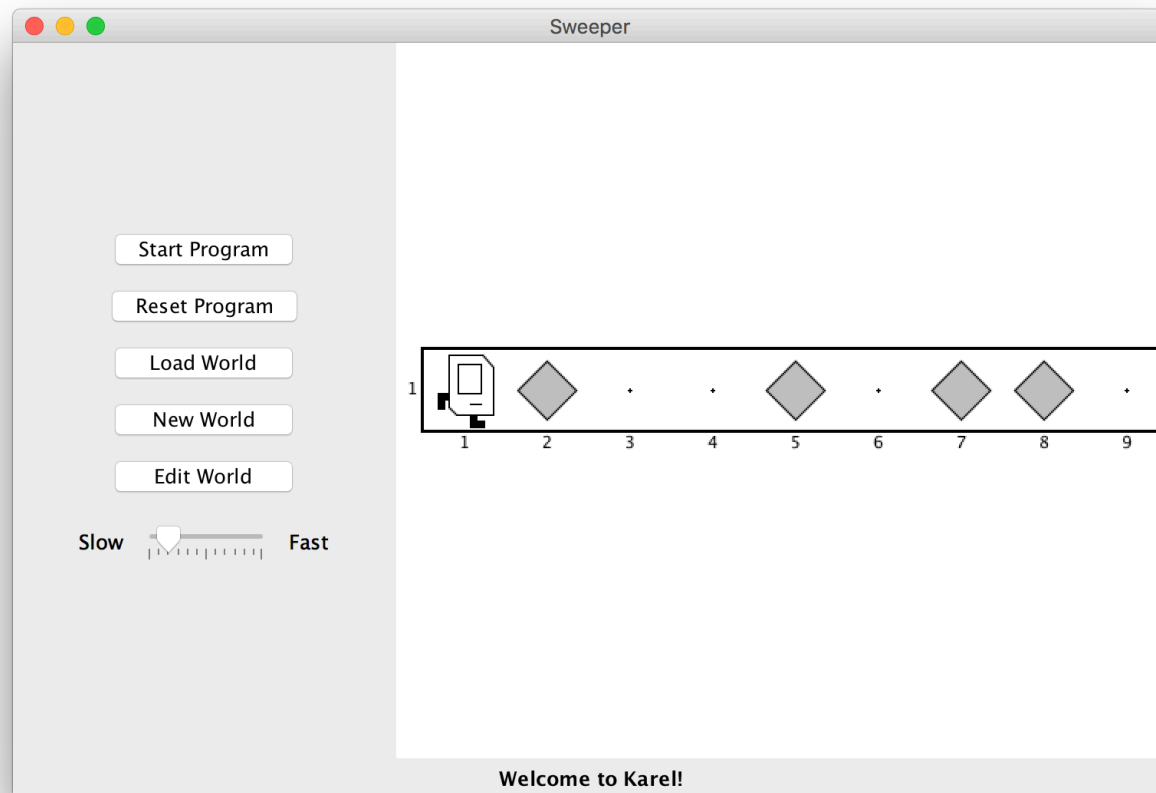 Sweeper
Start Program
Reset Program
Load World
New World
Edit World
Slow Fast
1
1 2 3 4 5 6 7 8 9
Welcome to Karel!